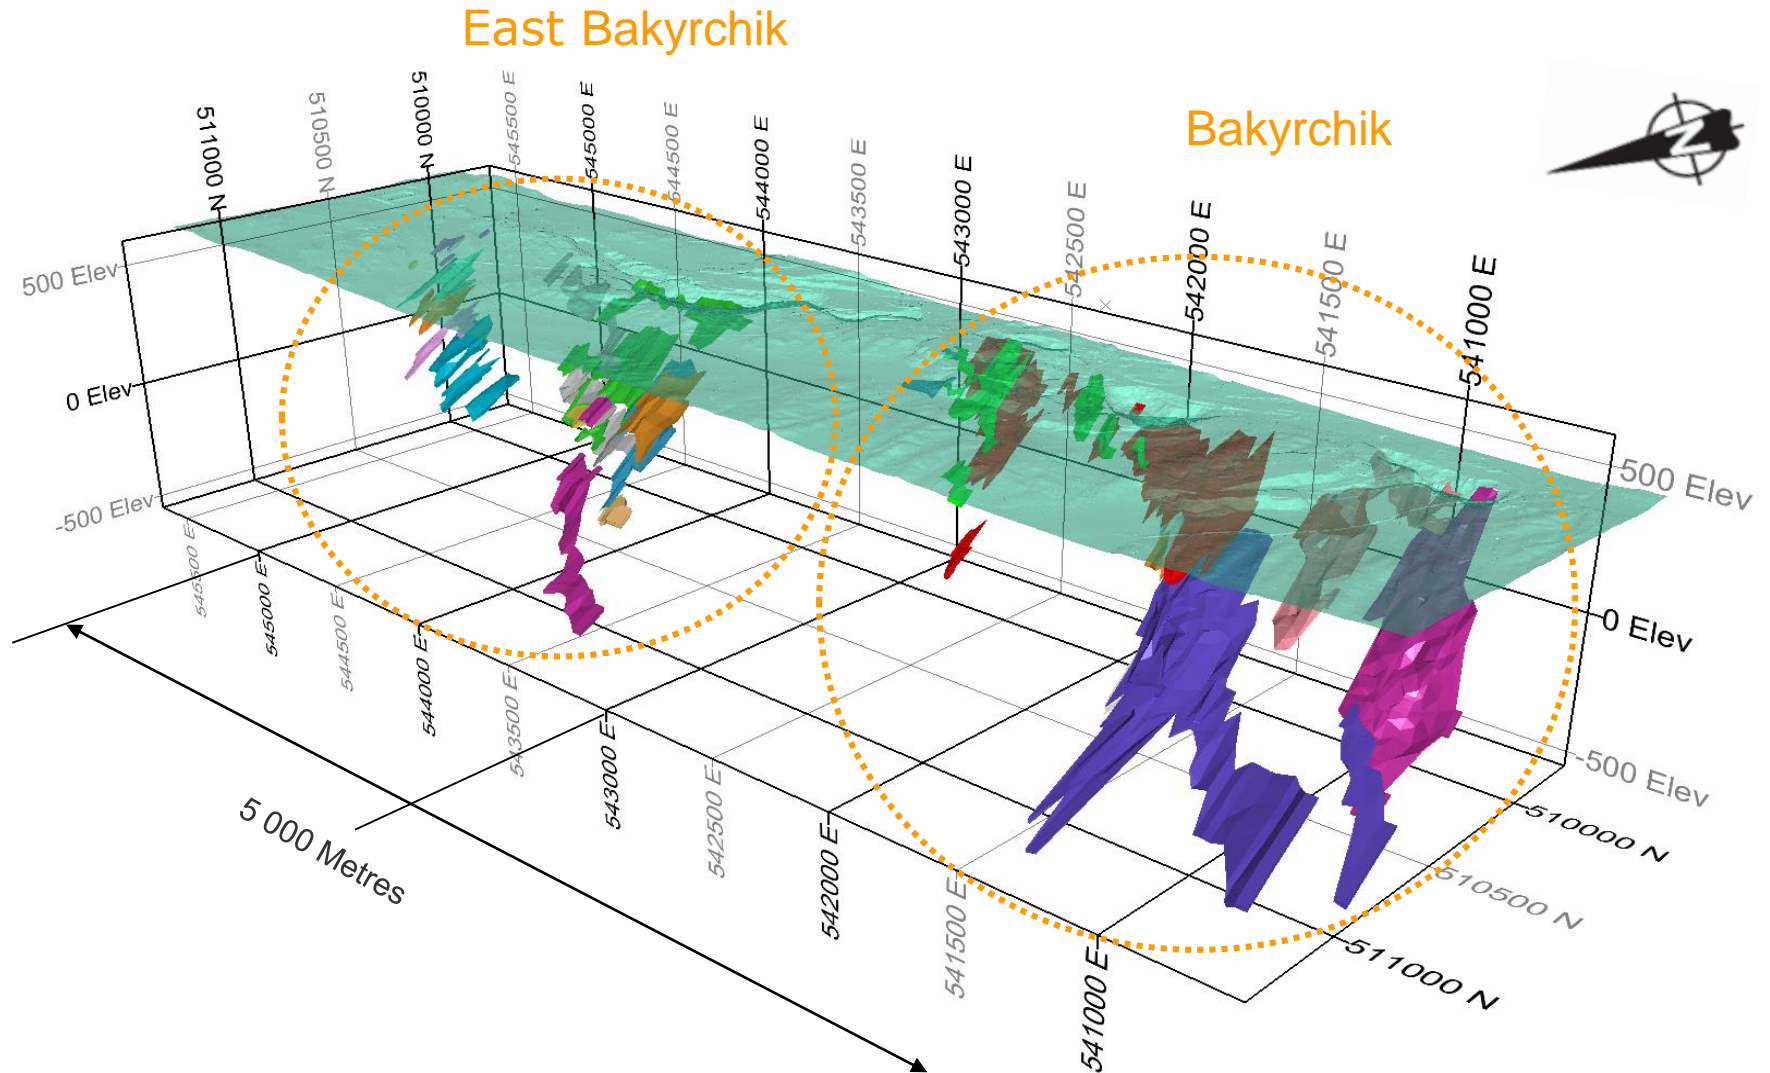 East Bakyrchik
Bakyrchik
N
511000 N
510500 N
510000 N
545500 E
545000 E
544500 E
544000 E
543500 E
543000 E
542500 E
542000 E
541500 E
541000 E
500 Elev
0 Elev
-500 Elev
500 Elev
0 Elev
-500 Elev
545500 E
545000 E
544500 E
544000 E
543500 E
543000 E
542500 E
542000 E
541500 E
541000 E
510000 N
510500 N
511000 N
5 000 Metres